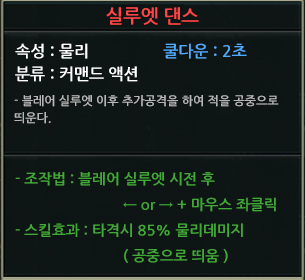 실루엣 댄스
속성 : 물리 쿨다운 : 2초
분류 : 커맨드 액션
- 블레어 실루엣 이후 추가공격을 하여 적을 공중으로
띄운다.
- 조작법 : 블레어 실루엣 시전 후
← or → + 마우스 좌클릭
- 스킬효과 : 타격시 85% 물리데미지
( 공중으로 띄움 )